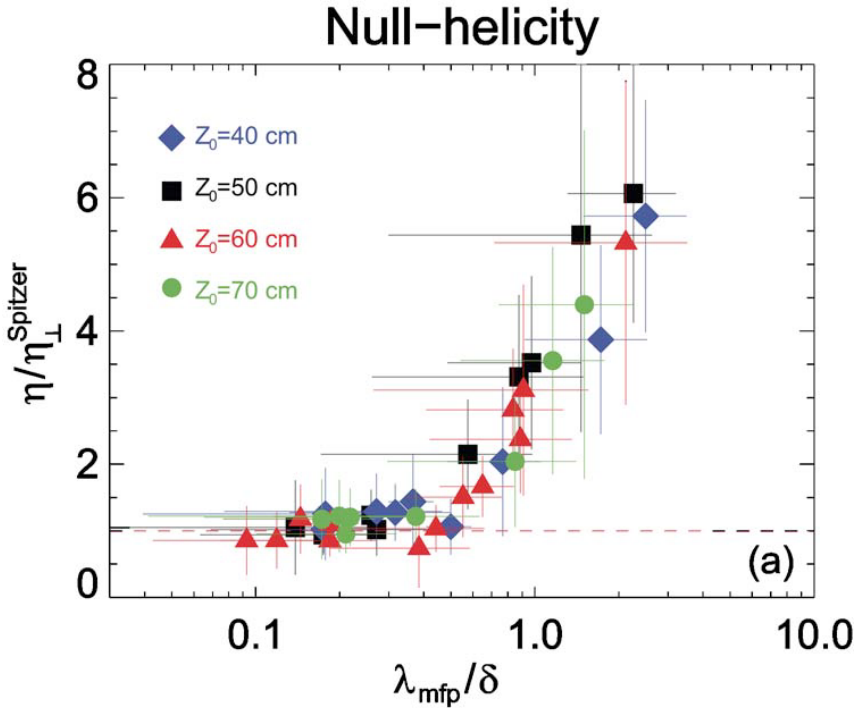 Null−helicity
8
6
4
2
0
Z₀=40 cm
Z₀=50 cm
Z₀=60 cm
Z₀=70 cm
η/η⊥^Spitzer
(a)
0.1 1.0 10.0
λmfp/δ